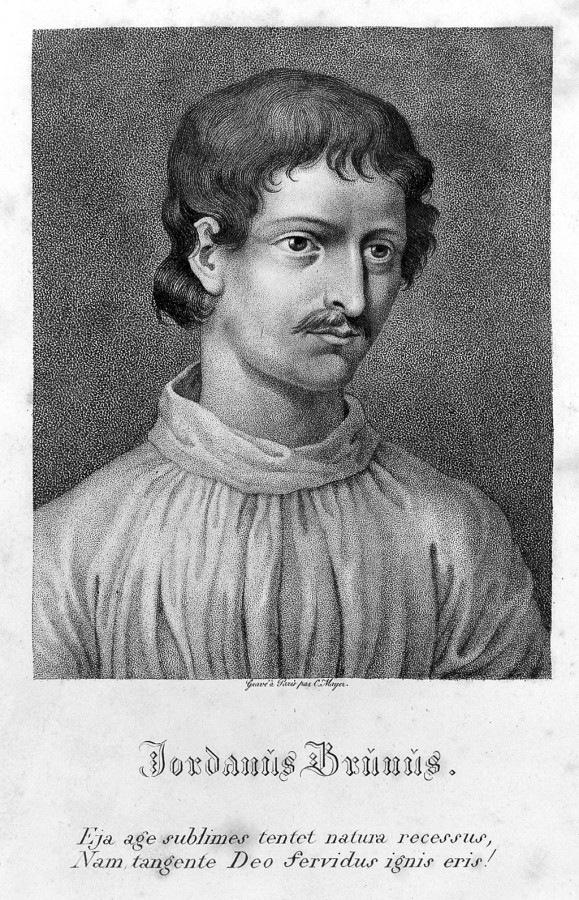 Gravé à Paris par C. Mayer.
Jordanus Brunus.
Eja age sublimes tentet natura recessus,
Nam tangente Deo fervidus ignis eris!